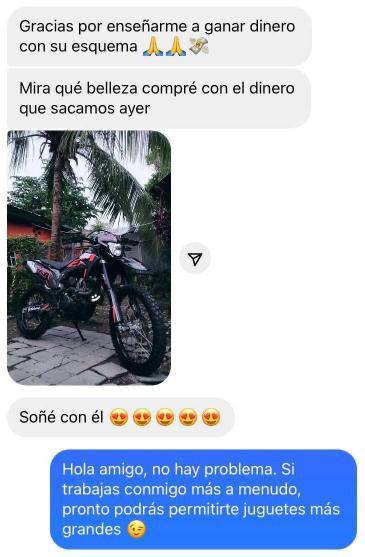 Gracias por enseñarme a ganar dinero
con su esquema 🙏🙏💸
Mira qué belleza compré con el dinero
que sacamos ayer
Soñé con él 😍😍😍😍😍
Hola amigo, no hay problema. Si
trabajas conmigo más a menudo,
pronto podrás permitirte juguetes más
grandes 😉